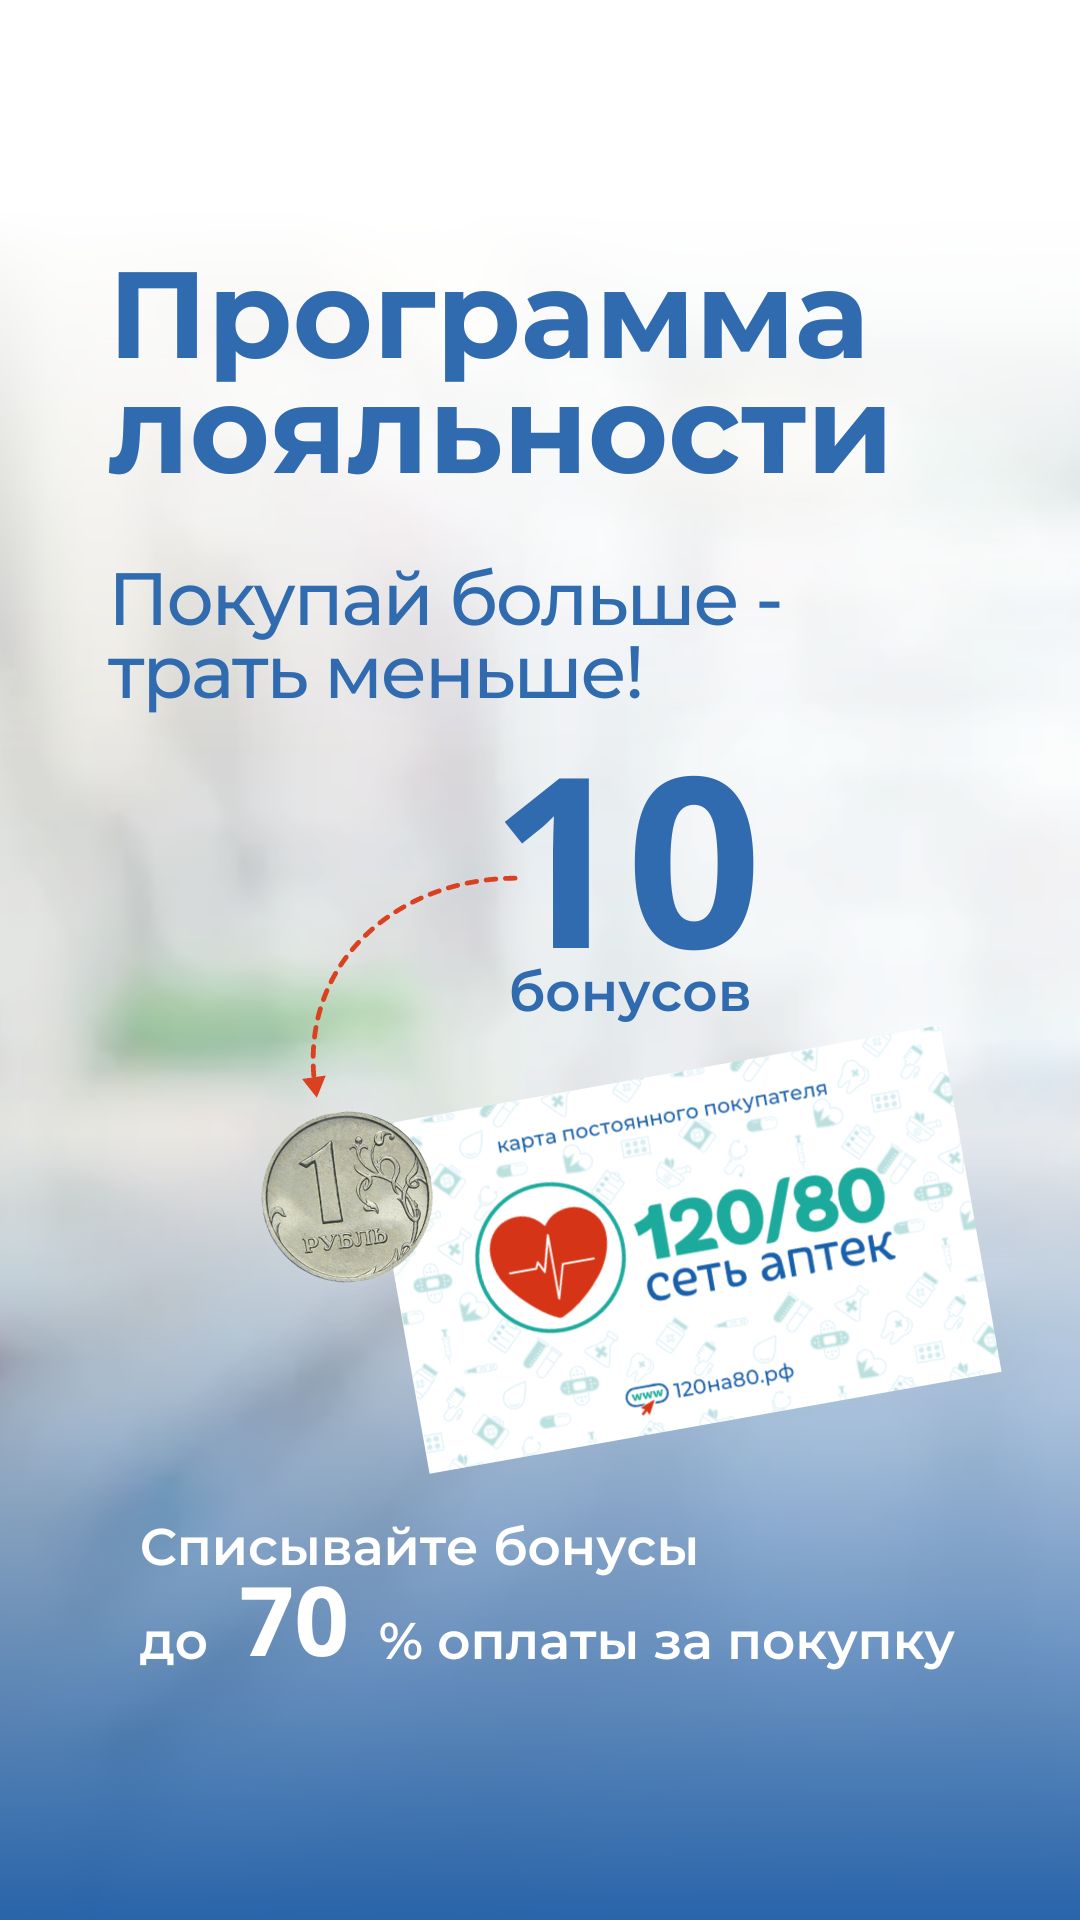 Программа
лояльности
Покупай больше -
трать меньше!
10
бонусов
1
РУБЛЬ
карта постоянного покупателя
120/80
сеть аптек
www 120на80.рф
Списывайте бонусы
до 70 % оплаты за покупку